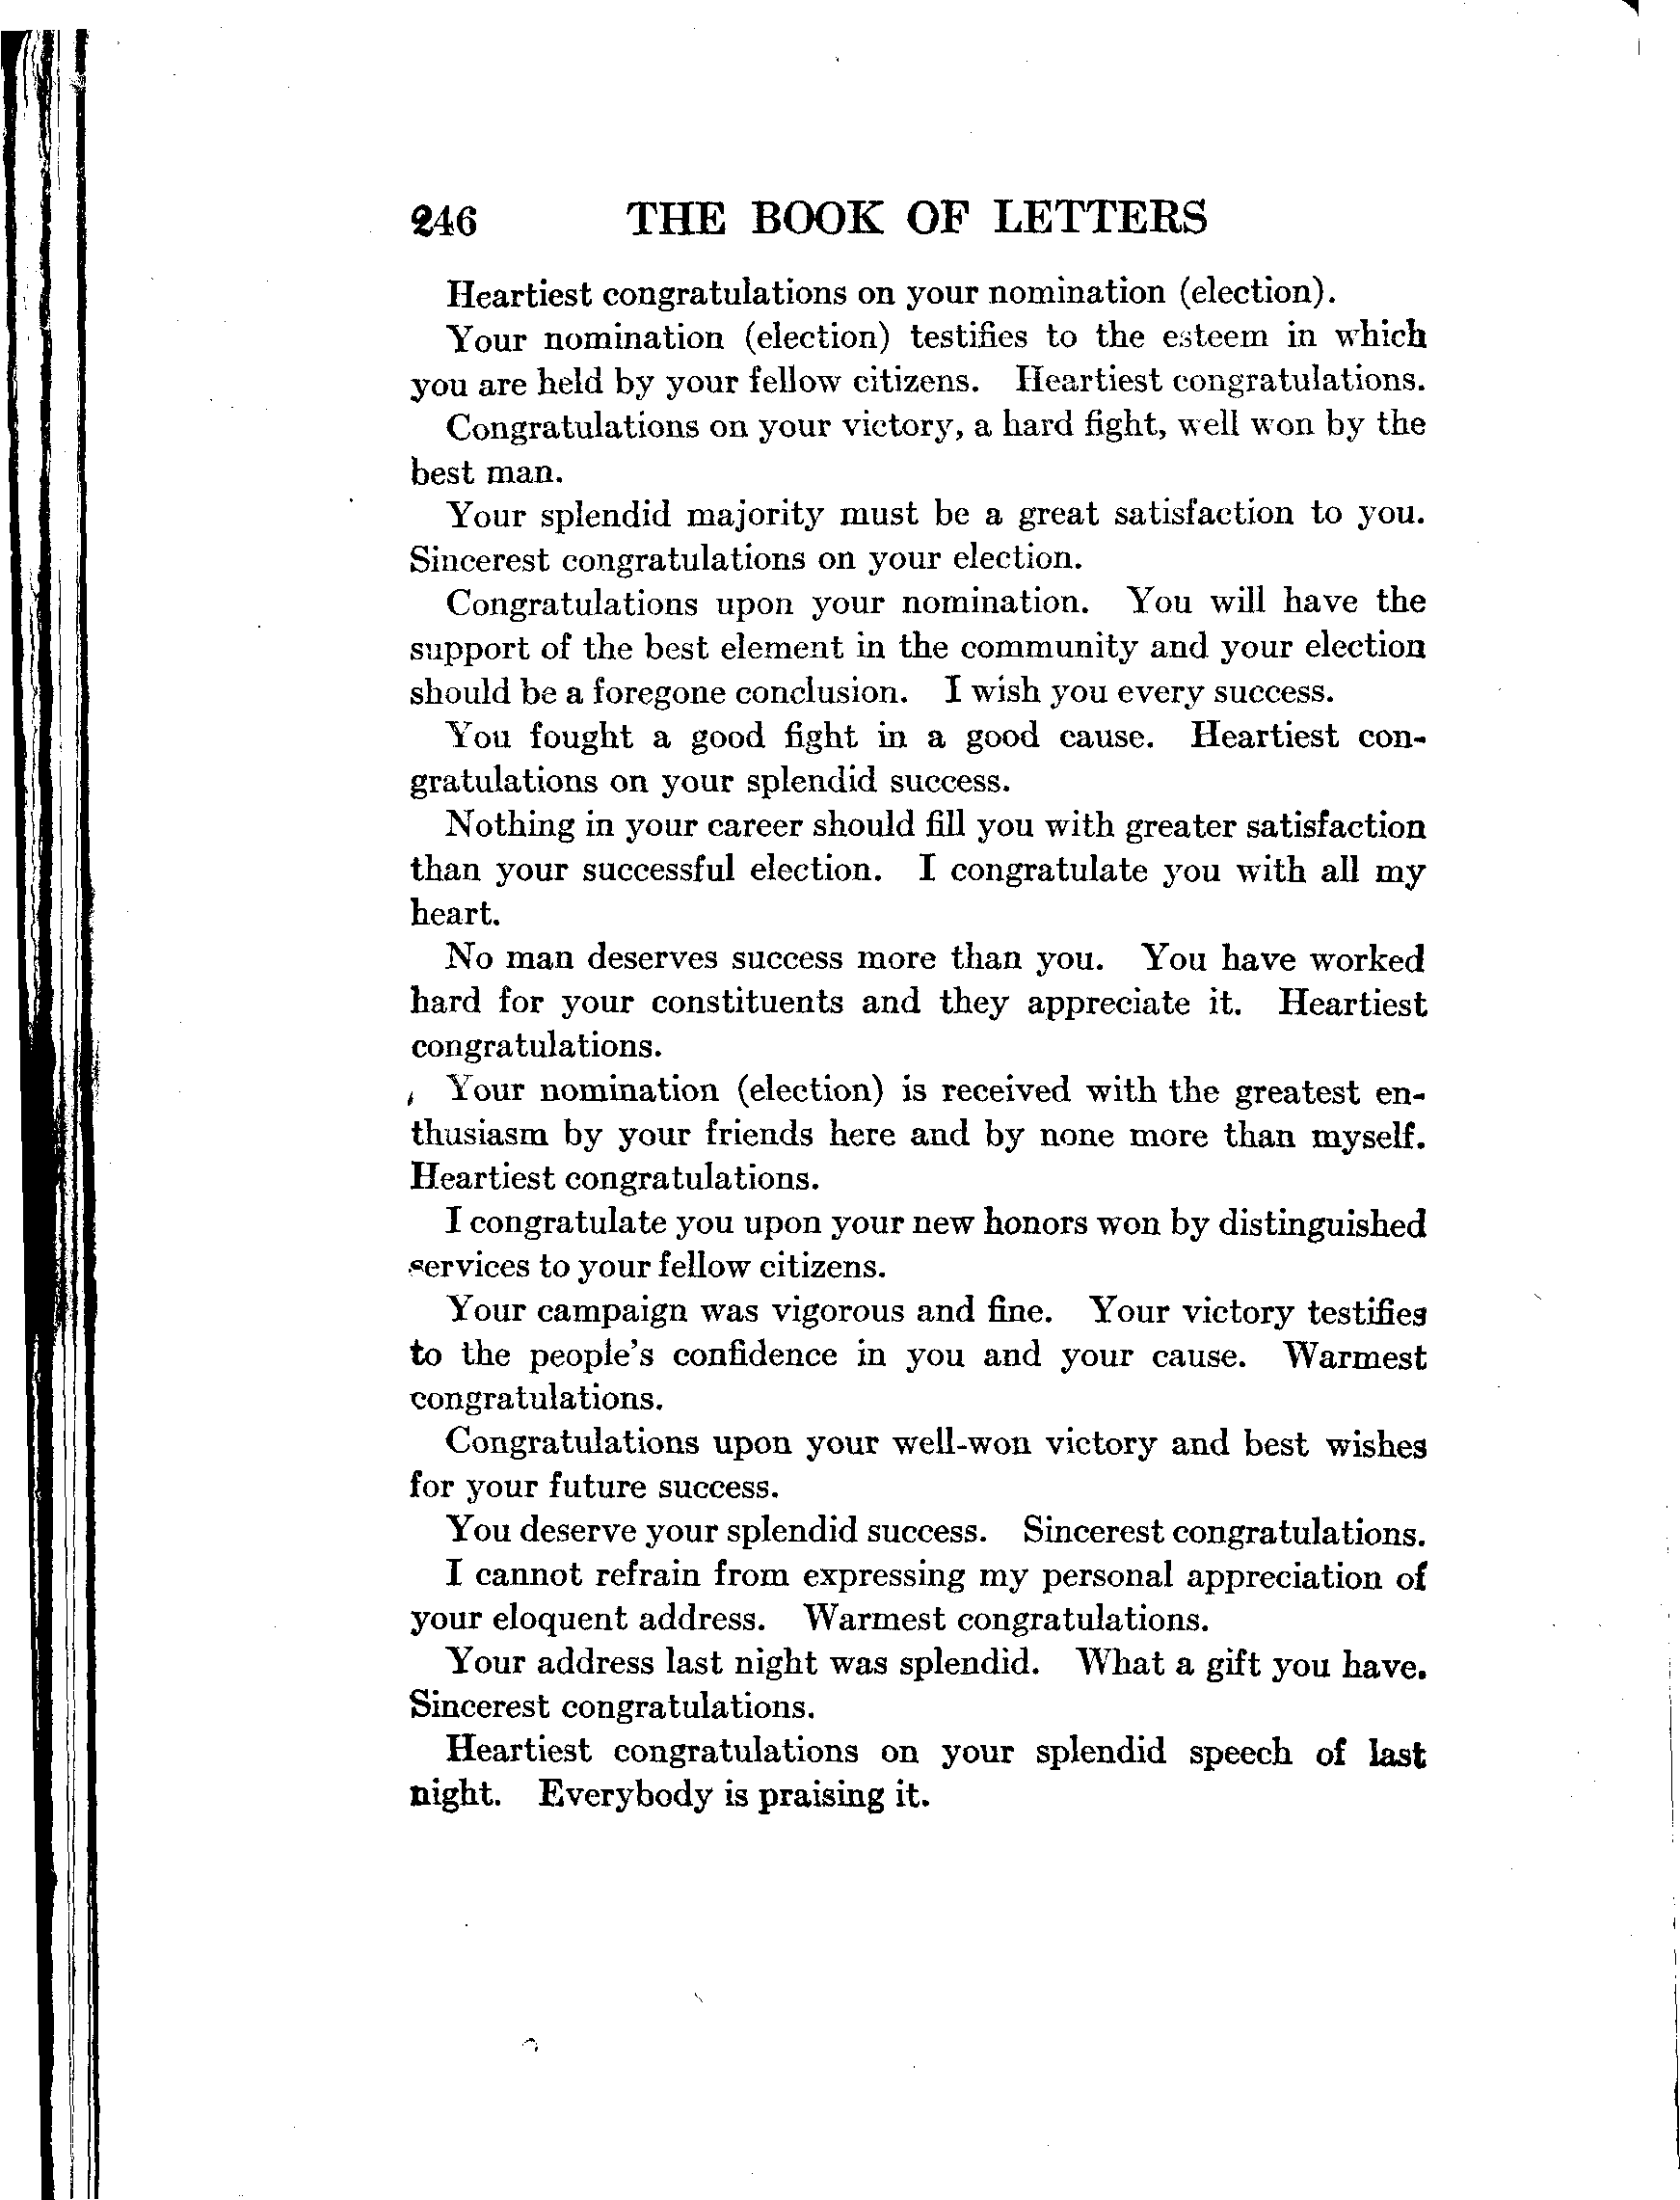 246 THE BOOK OF LETTERS
Heartiest congratulations on your nomination (election).
Your nomination (election) testifies to the esteem in which
you are held by your fellow citizens. Heartiest congratulations.
Congratulations on your victory, a hard fight, well won by the
best man.
Your splendid majority must be a great satisfaction to you.
Sincerest congratulations on your election.
Congratulations upon your nomination. You will have the
support of the best element in the community and your election
should be a foregone conclusion. I wish you every success.
You fought a good fight in a good cause. Heartiest con-
gratulations on your splendid success.
Nothing in your career should fill you with greater satisfaction
than your successful election. I congratulate you with all my
heart.
No man deserves success more than you. You have worked
hard for your constituents and they appreciate it. Heartiest
congratulations.
Your nomination (election) is received with the greatest en-
thusiasm by your friends here and by none more than myself.
Heartiest congratulations.
I congratulate you upon your new honors won by distinguished
services to your fellow citizens.
Your campaign was vigorous and fine. Your victory testifies
to the people's confidence in you and your cause. Warmest
congratulations.
Congratulations upon your well-won victory and best wishes
for your future success.
You deserve your splendid success. Sincerest congratulations.
I cannot refrain from expressing my personal appreciation of
your eloquent address. Warmest congratulations.
Your address last night was splendid. What a gift you have.
Sincerest congratulations.
Heartiest congratulations on your splendid speech of last
night. Everybody is praising it.